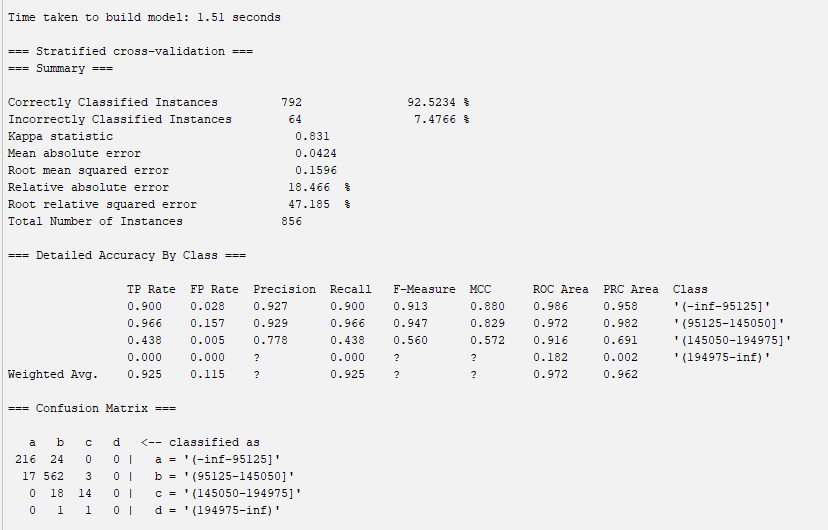 Time taken to build model: 1.51 seconds
=== Stratified cross-validation ===
=== Summary ===
Correctly Classified Instances 792 92.5234 %
Incorrectly Classified Instances 64 7.4766 %
Kappa statistic 0.831
Mean absolute error 0.0424
Root mean squared error 0.1596
Relative absolute error 18.466 %
Root relative squared error 47.185 %
Total Number of Instances 856
=== Detailed Accuracy By Class ===
TP Rate FP Rate Precision Recall F-Measure MCC ROC Area PRC Area Class
0.900 0.028 0.927 0.900 0.913 0.880 0.986 0.958 '(-inf-95125]'
0.966 0.157 0.929 0.966 0.947 0.829 0.972 0.982 '(95125-145050]'
0.438 0.005 0.778 0.438 0.560 0.572 0.916 0.691 '(145050-194975]'
0.000 0.000 ? 0.000 ? ? 0.182 0.002 '(194975-inf)'
Weighted Avg. 0.925 0.115 ? 0.925 ? ? 0.972 0.962
=== Confusion Matrix ===
a b c d <-- classified as
216 24 0 0 | a = '(-inf-95125]'
17 562 3 0 | b = '(95125-145050]'
0 18 14 0 | c = '(145050-194975]'
0 1 1 0 | d = '(194975-inf)'